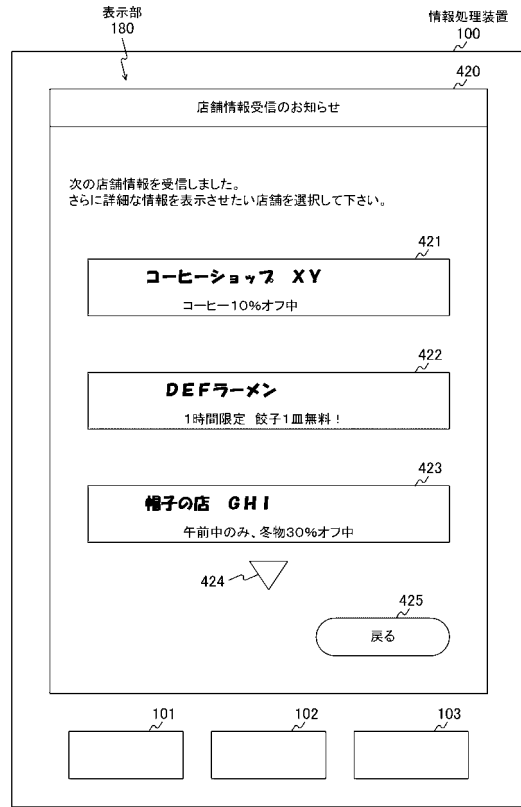 表示部
180
情報処理装置
100
420
店舗情報受信のお知らせ
次の店舗情報を受信しました。
さらに詳細な情報を表示させたい店舗を選択して下さい。
421
コーヒーショップ XY
コーヒー10%オフ中
422
DEFラーメン
1時間限定 餃子1皿無料！
423
帽子の店 GHI
午前中のみ、冬物30%オフ中
424
425
戻る
101
102
103